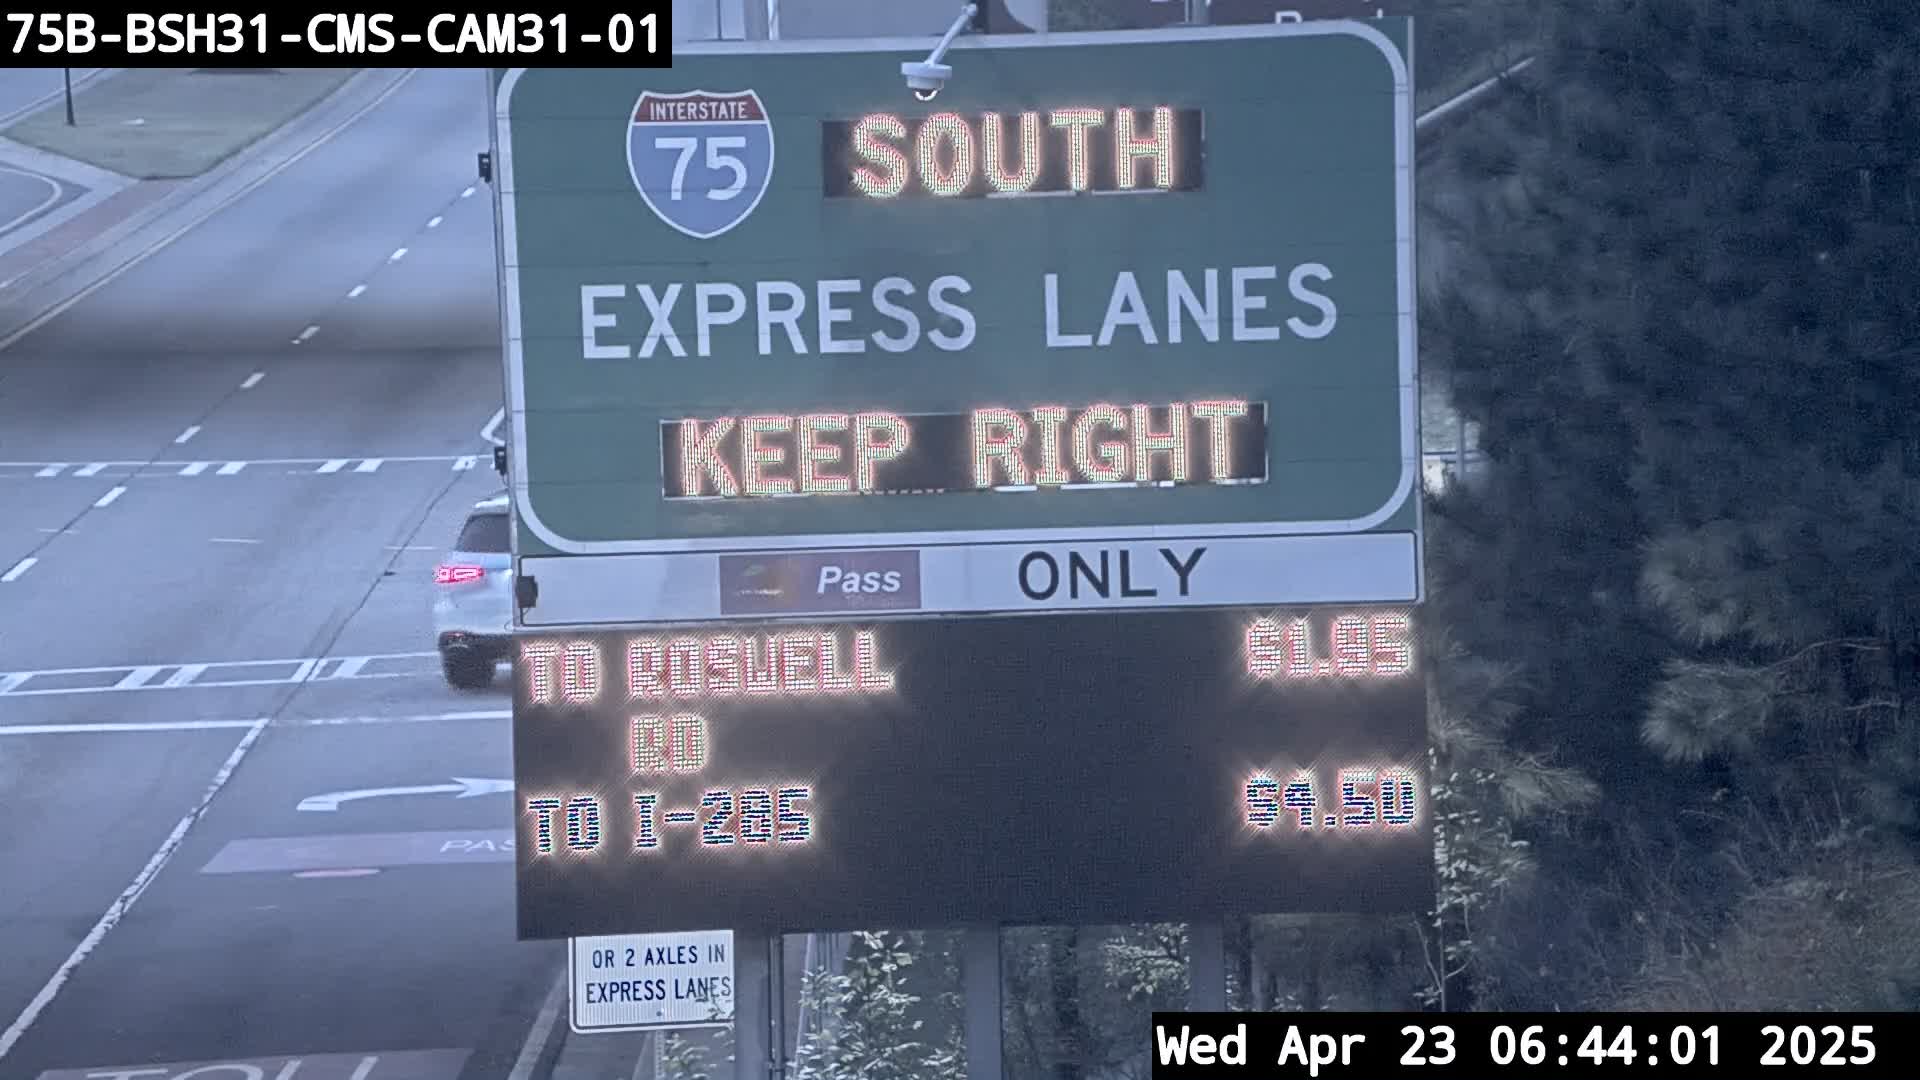 75B-BSH31-CMS-CAM31-01
INTERSTATE
75
SOUTH
EXPRESS LANES
KEEP RIGHT
Pass ONLY
TO ROSWELL $1.95
RD
TO I-285 $4.50
OR 2 AXLES IN
EXPRESS LANES
TOLL
Wed Apr 23 06:44:01 2025